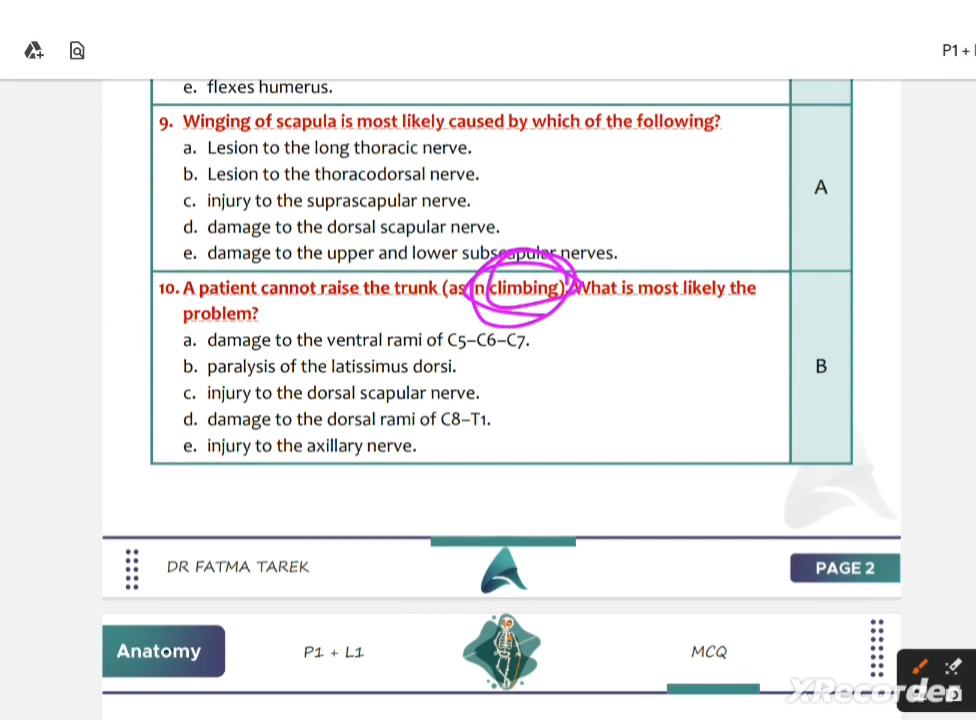 P1 +
e. flexes humerus.
9. Winging of scapula is most likely caused by which of the following?
a. Lesion to the long thoracic nerve.
b. Lesion to the thoracodorsal nerve.
c. injury to the suprascapular nerve.
d. damage to the dorsal scapular nerve.
e. damage to the upper and lower subscapular nerves.
A
10. A patient cannot raise the trunk (as in climbing). What is most likely the
problem?
a. damage to the ventral rami of C5–C6–C7.
b. paralysis of the latissimus dorsi.
c. injury to the dorsal scapular nerve.
d. damage to the dorsal rami of C8–T1.
e. injury to the axillary nerve.
B
DR FATMA TAREK
PAGE 2
Anatomy
P1 + L1
MCQ
XRecorder